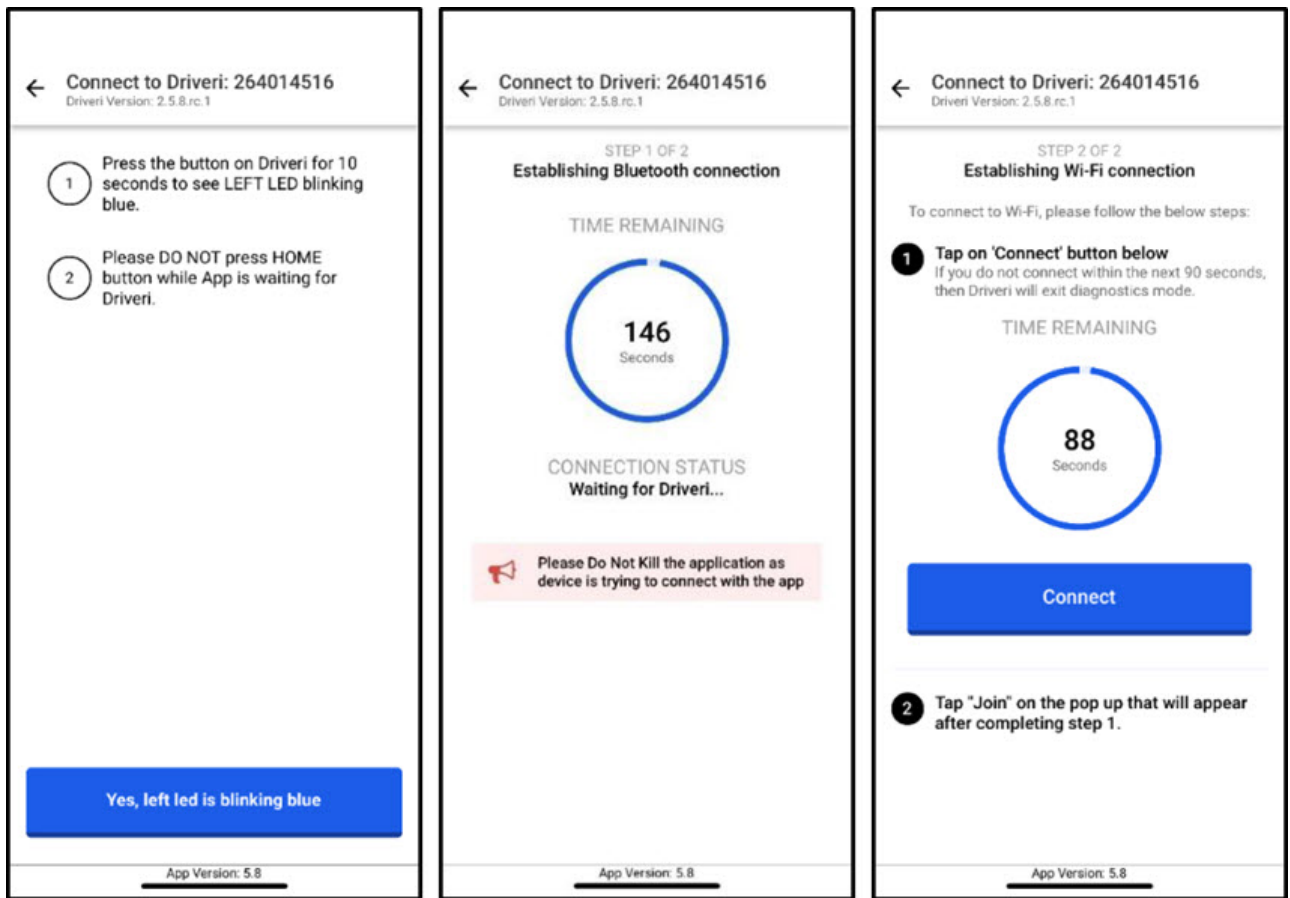 ← Connect to Driveri: 264014516
Driveri Version: 2.5.8.rc.1
1 Press the button on Driveri for 10
seconds to see LEFT LED blinking
blue.
2 Please DO NOT press HOME
button while App is waiting for
Driveri.
Yes, left led is blinking blue
App Version: 5.8
← Connect to Driveri: 264014516
Driveri Version: 2.5.8.rc.1
STEP 1 OF 2
Establishing Bluetooth connection
TIME REMAINING
146
Seconds
CONNECTION STATUS
Waiting for Driveri...
Please Do Not Kill the application as
device is trying to connect with the app
App Version: 5.8
← Connect to Driveri: 264014516
Driveri Version: 2.5.8.rc.1
STEP 2 OF 2
Establishing Wi-Fi connection
To connect to Wi-Fi, please follow the below steps:
1 Tap on 'Connect' button below
If you do not connect within the next 90 seconds,
then Driveri will exit diagnostics mode.
TIME REMAINING
88
Seconds
Connect
2 Tap "Join" on the pop up that will appear
after completing step 1.
App Version: 5.8